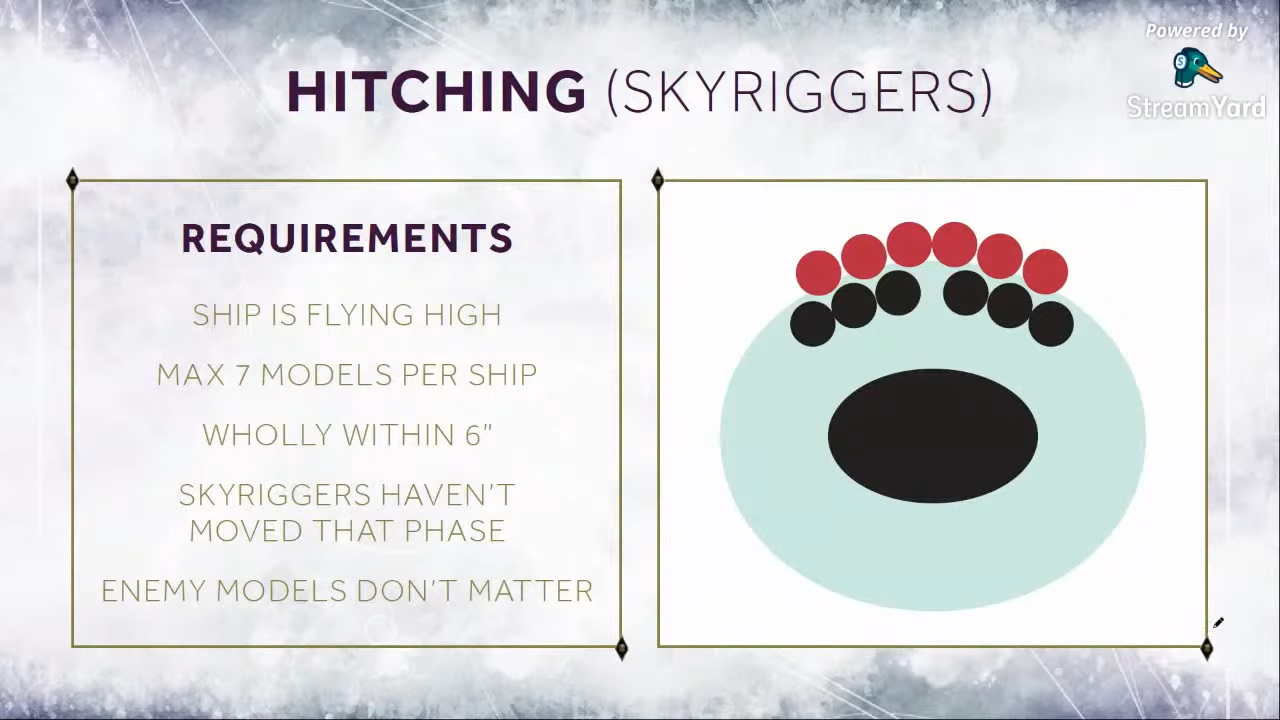 Powered by
StreamYard
HITCHING (SKYRIGGERS)
REQUIREMENTS
SHIP IS FLYING HIGH
MAX 7 MODELS PER SHIP
WHOLLY WITHIN 6"
SKYRIGGERS HAVEN'T
MOVED THAT PHASE
ENEMY MODELS DON'T MATTER